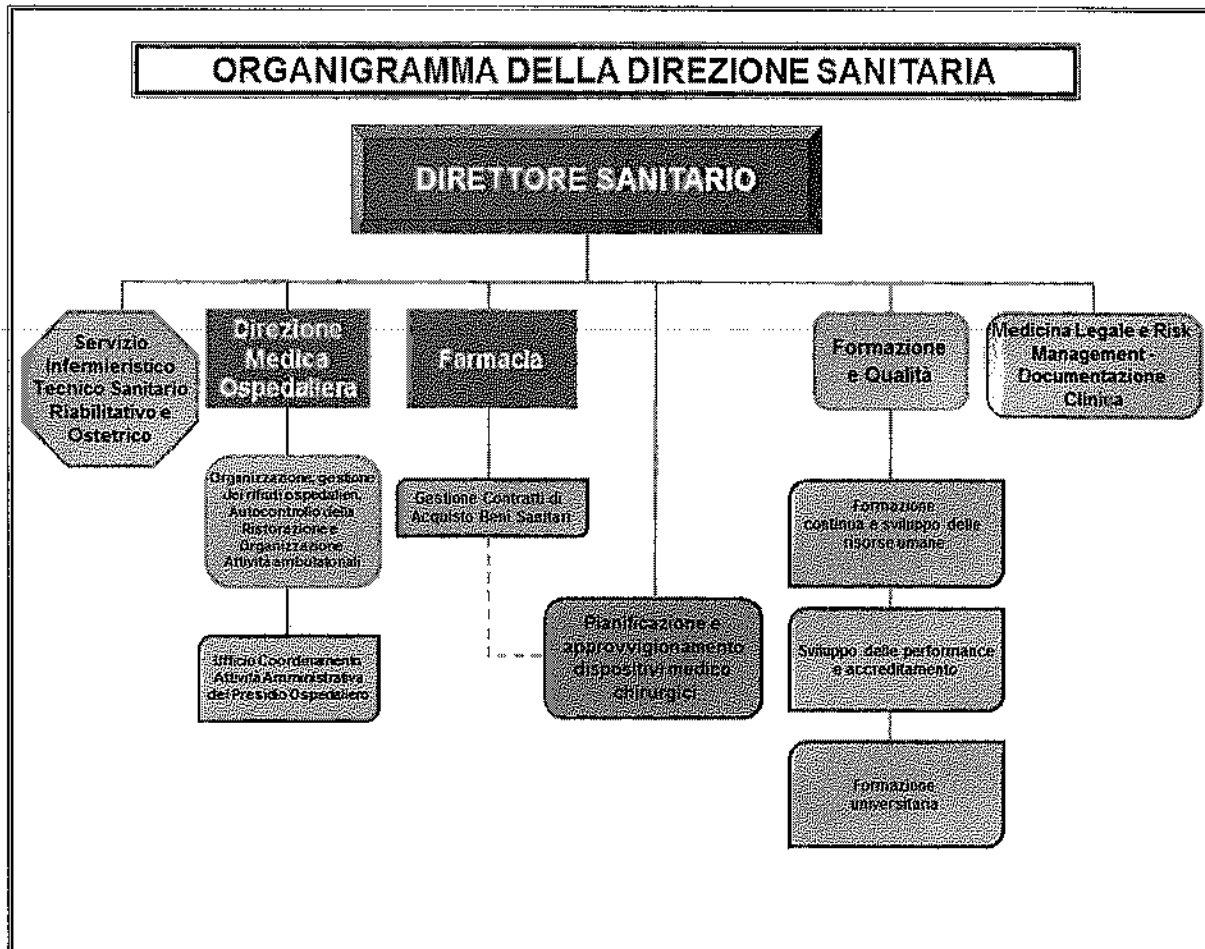 ORGANIGRAMMA DELLA DIREZIONE SANITARIA
DIRETTORE SANITARIO
Servizio
Infermieristico
Tecnico Sanitario
Riabilitativo e
Ostetrico
Direzione
Medica
Ospedaliera
Farmacia
Formazione
e Qualità
Medicina Legale e Risk
Management -
Documentazione
Clinica
Organizzazione, gestione
dei rifiuti ospedalieri,
Autocontrollo della
Ristorazione e
Organizzazione
Attività ambulatoriali
Gestione Contratti di
Acquisto Beni Sanitari
Formazione
continua e sviluppo delle
risorse umane
Pianificazione e
approvvigionamento
dispositivi medico
chirurgici
Ufficio Coordinamento
Attività Amministrativa
del Presidio Ospedaliero
Sviluppo delle performance
e accreditamento
Formazione
universitaria